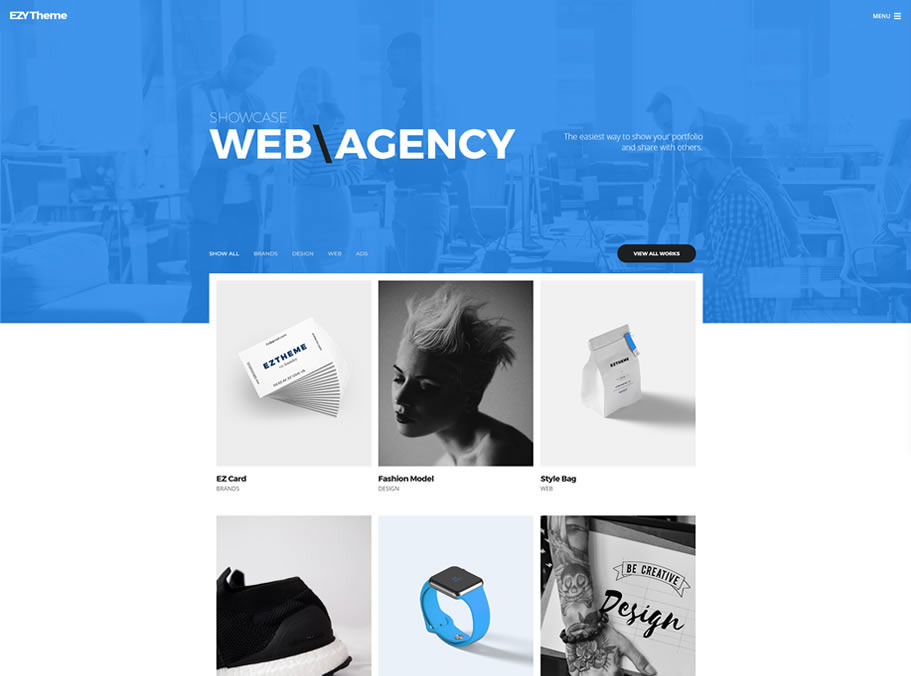 EZY Theme
MENU
SHOWCASE
WEB\AGENCY
The easiest way to show your portfolio
and share with others.
SHOW ALL
BRANDS
DESIGN
WEB
ADS
VIEW ALL WORKS
EZTHEME
EZTHEME
EZ Card
BRANDS
Fashion Model
DESIGN
Style Bag
WEB
BE CREATIVE
Design